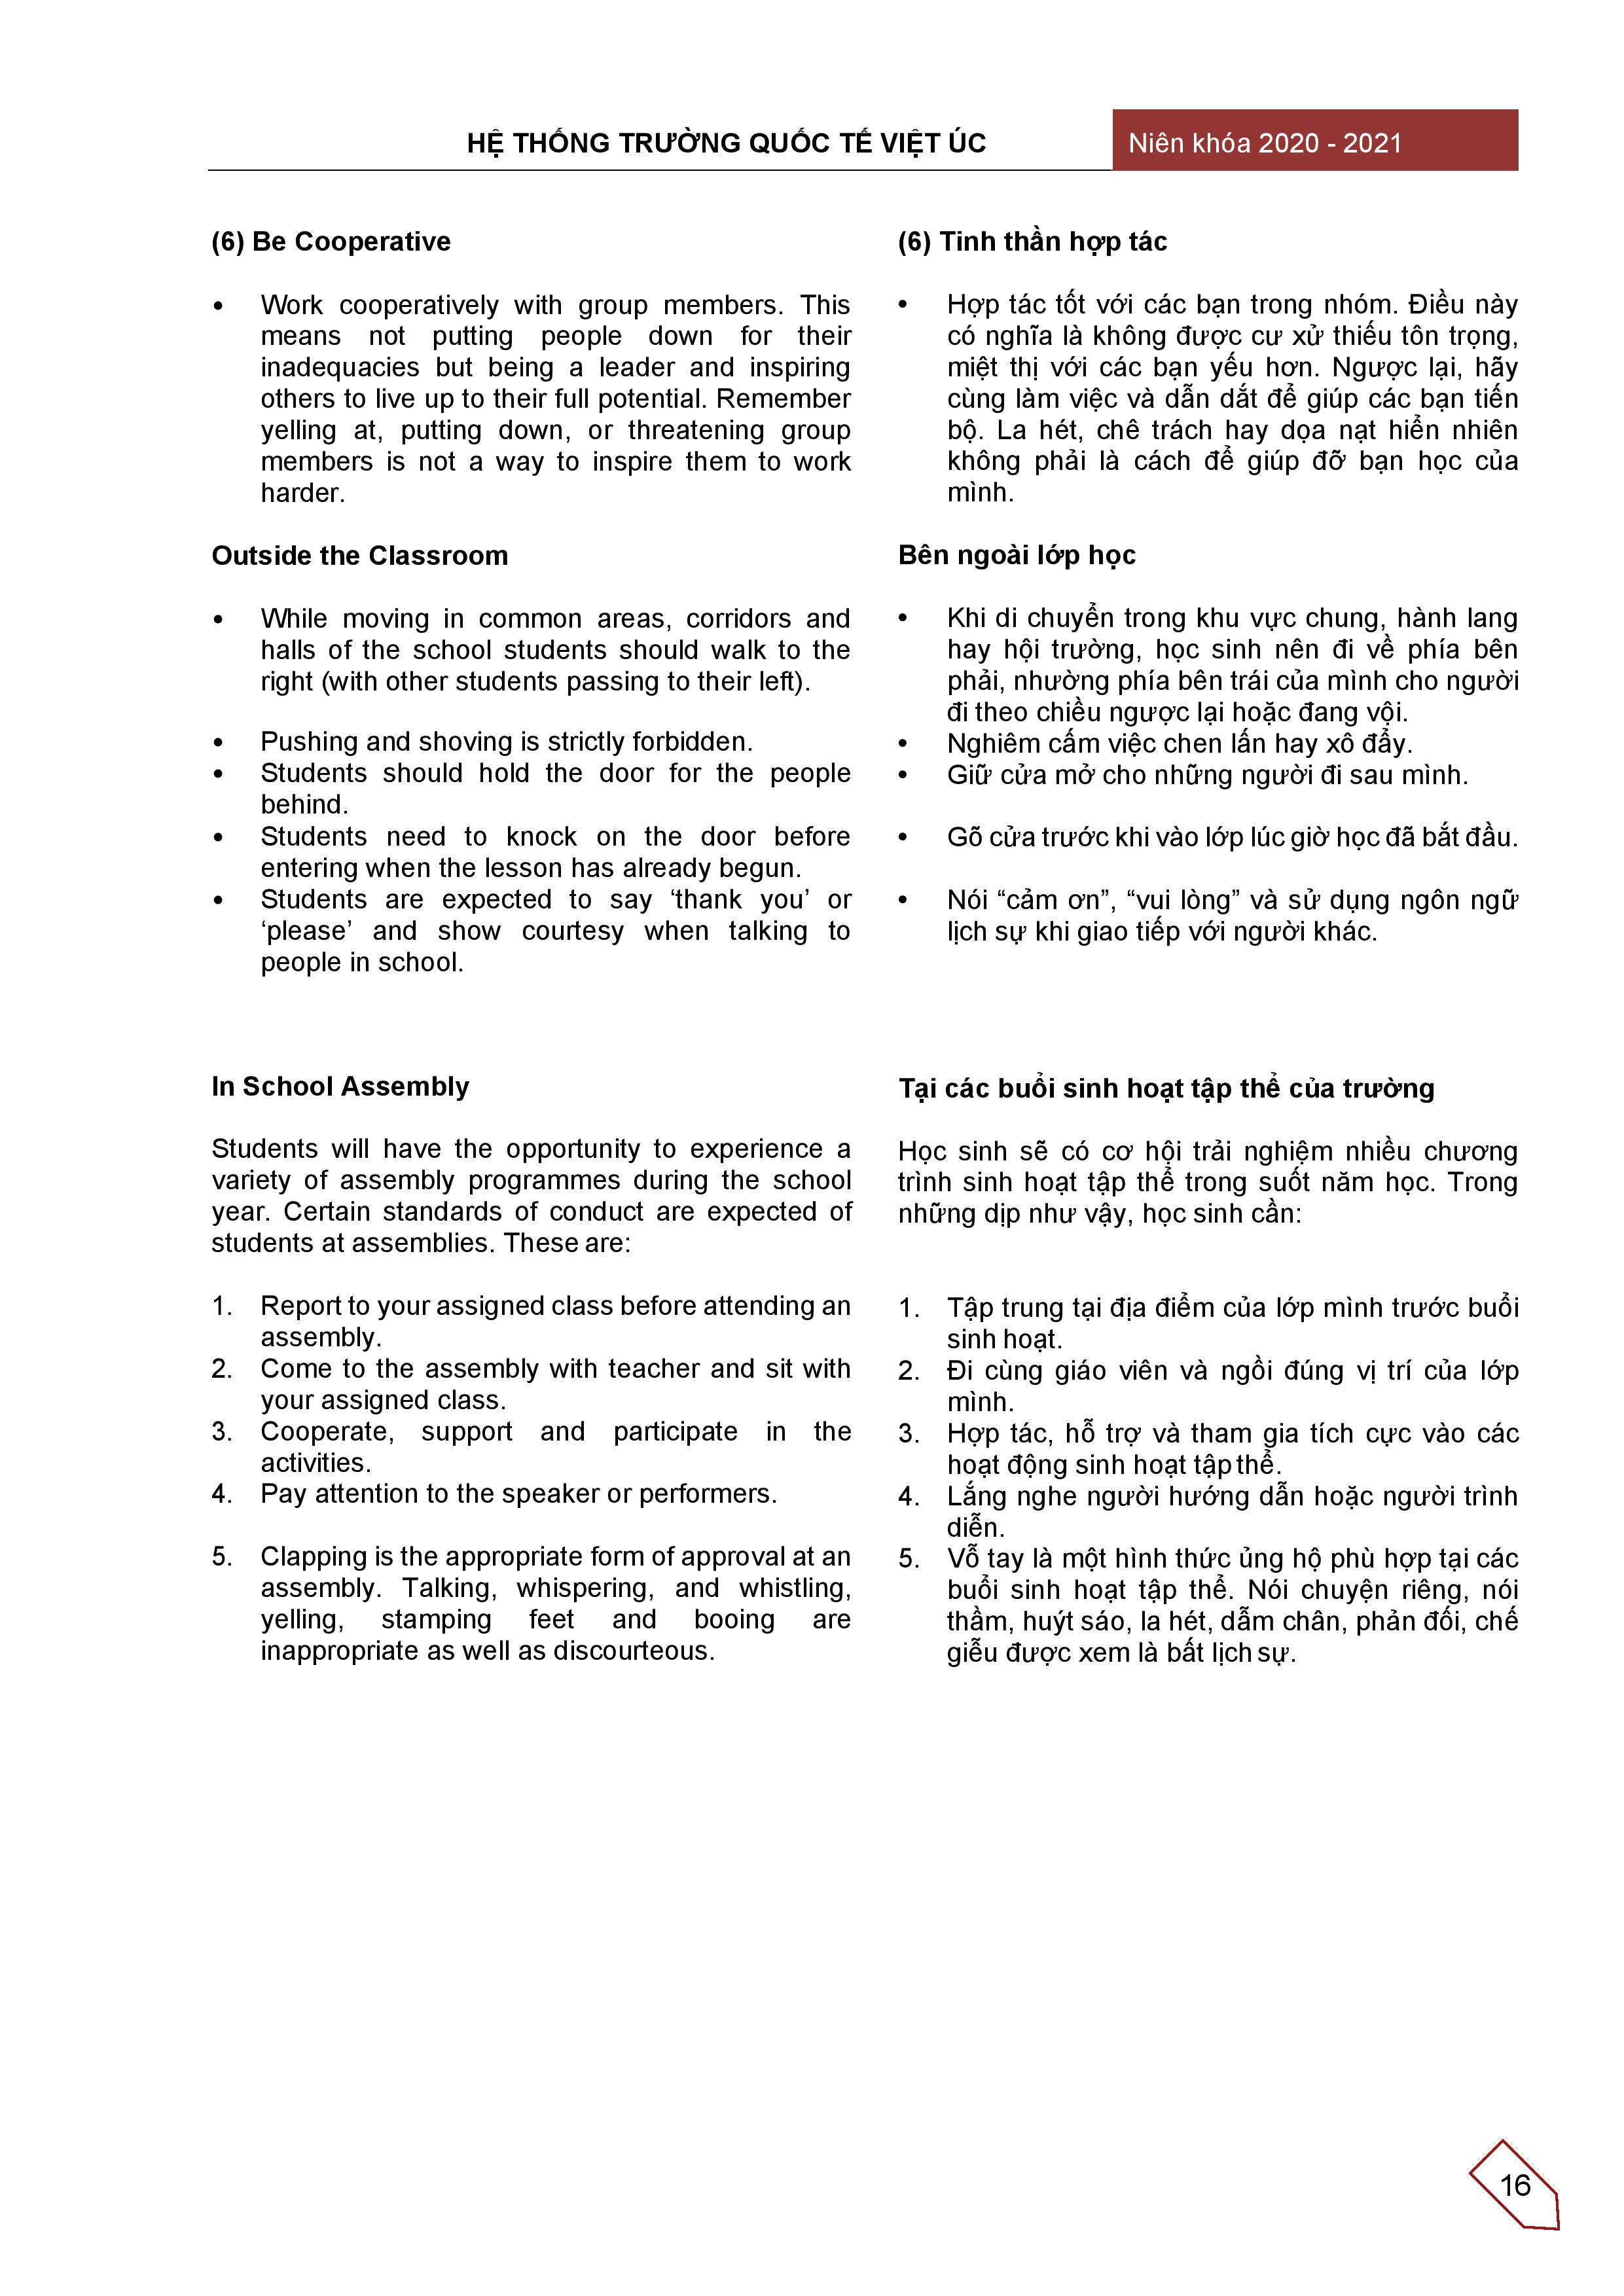 HỆ THỐNG TRƯỜNG QUỐC TẾ VIỆT ÚC
Niên khóa 2020 - 2021
(6) Be Cooperative
• Work cooperatively with group members. This
means not putting people down for their
inadequacies but being a leader and inspiring
others to live up to their full potential. Remember
yelling at, putting down, or threatening group
members is not a way to inspire them to work
harder.
Outside the Classroom
• While moving in common areas, corridors and
halls of the school students should walk to the
right (with other students passing to their left).
• Pushing and shoving is strictly forbidden.
• Students should hold the door for the people
behind.
• Students need to knock on the door before
entering when the lesson has already begun.
• Students are expected to say ‘thank you’ or
‘please’ and show courtesy when talking to
people in school.
In School Assembly
Students will have the opportunity to experience a
variety of assembly programmes during the school
year. Certain standards of conduct are expected of
students at assemblies. These are:
1. Report to your assigned class before attending an
assembly.
2. Come to the assembly with teacher and sit with
your assigned class.
3. Cooperate, support and participate in the
activities.
4. Pay attention to the speaker or performers.
5. Clapping is the appropriate form of approval at an
assembly. Talking, whispering, and whistling,
yelling, stamping feet and booing are
inappropriate as well as discourteous.
(6) Tinh thần hợp tác
• Hợp tác tốt với các bạn trong nhóm. Điều này
có nghĩa là không được cư xử thiếu tôn trọng,
miệt thị với các bạn yếu hơn. Ngược lại, hãy
cùng làm việc và dẫn dắt để giúp các bạn tiến
bộ. La hét, chê trách hay dọa nạt hiển nhiên
không phải là cách để giúp đỡ bạn học của
mình.
Bên ngoài lớp học
• Khi di chuyển trong khu vực chung, hành lang
hay hội trường, học sinh nên đi về phía bên
phải, nhường phía bên trái của mình cho người
đi theo chiều ngược lại hoặc đang vội.
• Nghiêm cấm việc chen lấn hay xô đẩy.
• Giữ cửa mở cho những người đi sau mình.
• Gõ cửa trước khi vào lớp lúc giờ học đã bắt đầu.
• Nói “cảm ơn”, “vui lòng” và sử dụng ngôn ngữ
lịch sự khi giao tiếp với người khác.
Tại các buổi sinh hoạt tập thể của trường
Học sinh sẽ có cơ hội trải nghiệm nhiều chương
trình sinh hoạt tập thể trong suốt năm học. Trong
những dịp như vậy, học sinh cần:
1. Tập trung tại địa điểm của lớp mình trước buổi
sinh hoạt.
2. Đi cùng giáo viên và ngồi đúng vị trí của lớp
mình.
3. Hợp tác, hỗ trợ và tham gia tích cực vào các
hoạt động sinh hoạt tập thể.
4. Lắng nghe người hướng dẫn hoặc người trình
diễn.
5. Vỗ tay là một hình thức ủng hộ phù hợp tại các
buổi sinh hoạt tập thể. Nói chuyện riêng, nói
thầm, huýt sáo, la hét, dẫm chân, phản đối, chế
giễu được xem là bất lịch sự.
16